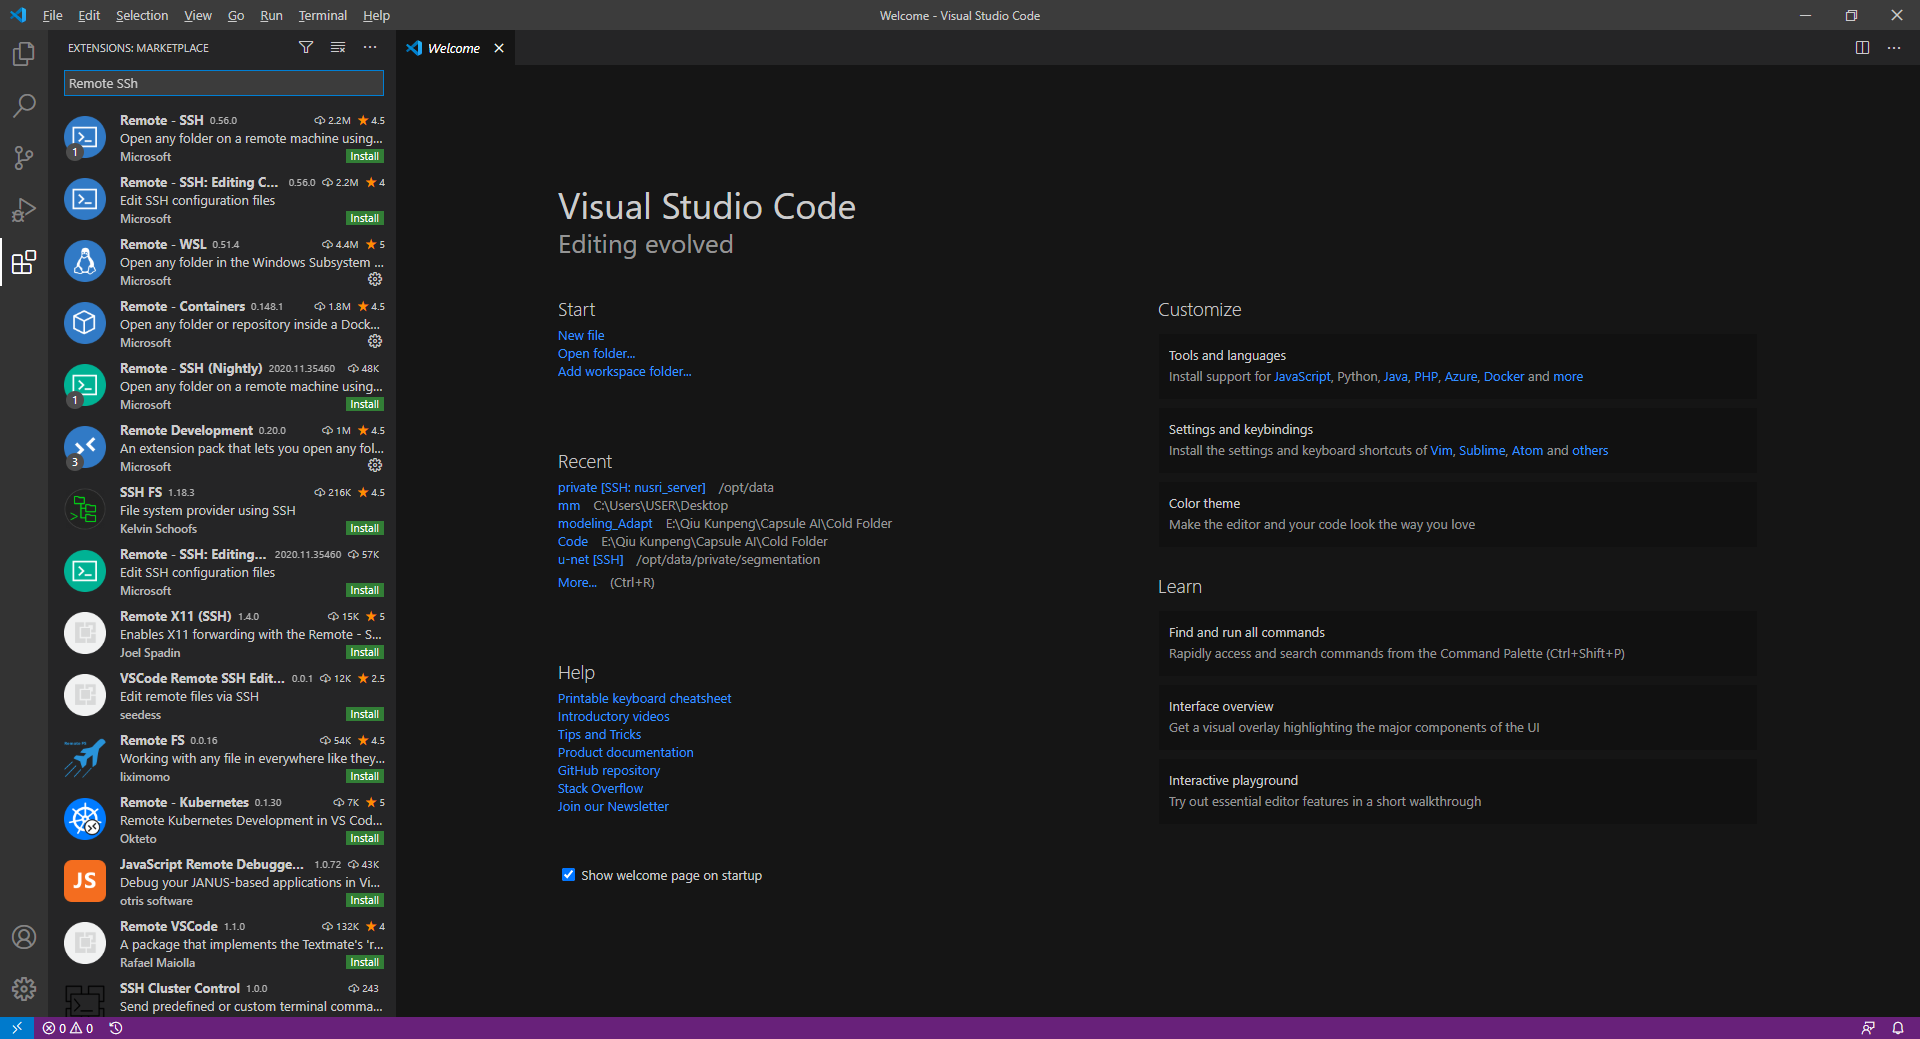 File Edit Selection View Go Run Terminal Help
Welcome - Visual Studio Code
EXTENSIONS: MARKETPLACE
Welcome
Remote SSh
Remote - SSH 0.56.0 2.2M 4.5
Open any folder on a remote machine using...
1
Microsoft Install
Remote - SSH: Editing C... 0.56.0 2.2M 4
Edit SSH configuration files
Microsoft Install
Remote - WSL 0.51.4 4.4M 5
Open any folder in the Windows Subsystem ...
Microsoft
Remote - Containers 0.148.1 1.8M 4.5
Open any folder or repository inside a Dock...
Microsoft
Remote - SSH (Nightly) 2020.11.35460 48K
Open any folder on a remote machine using...
1
Microsoft Install
Remote Development 0.20.0 1M 4.5
An extension pack that lets you open any fol...
3
Microsoft
SSH FS 1.18.3 216K 4.5
File system provider using SSH
Kelvin Schoofs Install
Remote - SSH: Editing... 2020.11.35460 57K
Edit SSH configuration files
Microsoft Install
Remote X11 (SSH) 1.4.0 15K 5
Enables X11 forwarding with the Remote - S...
Joel Spadin Install
VSCode Remote SSH Edit... 0.0.1 12K 2.5
Edit remote files via SSH
seedess Install
Remote FS 0.0.16 54K 4.5
Working with any file in everywhere like they...
liximomo Install
Remote - Kubernetes 0.1.30 7K 5
Remote Kubernetes Development in VS Cod...
Okteto Install
JavaScript Remote Debugge... 1.0.72 43K
JS
Debug your JANUS-based applications in Vi...
otris software Install
Remote VSCode 1.1.0 132K 4
A package that implements the Textmate's 'r...
Rafael Maiolla Install
SSH Cluster Control 1.0.0 243
Send predefined or custom terminal comma...
Visual Studio Code
Editing evolved
Start
New file
Open folder...
Add workspace folder...
Recent
private [SSH: nusri_server] /opt/data
mm C:\Users\USER\Desktop
modeling_Adapt E:\Qiu Kunpeng\Capsule AI\Cold Folder
Code E:\Qiu Kunpeng\Capsule AI\Cold Folder
u-net [SSH] /opt/data/private/segmentation
More... (Ctrl+R)
Help
Printable keyboard cheatsheet
Introductory videos
Tips and Tricks
Product documentation
GitHub repository
Stack Overflow
Join our Newsletter
Show welcome page on startup
Customize
Tools and languages
Install support for JavaScript, Python, Java, PHP, Azure, Docker and more
Settings and keybindings
Install the settings and keyboard shortcuts of Vim, Sublime, Atom and others
Color theme
Make the editor and your code look the way you love
Learn
Find and run all commands
Rapidly access and search commands from the Command Palette (Ctrl+Shift+P)
Interface overview
Get a visual overlay highlighting the major components of the UI
Interactive playground
Try out essential editor features in a short walkthrough
0 0